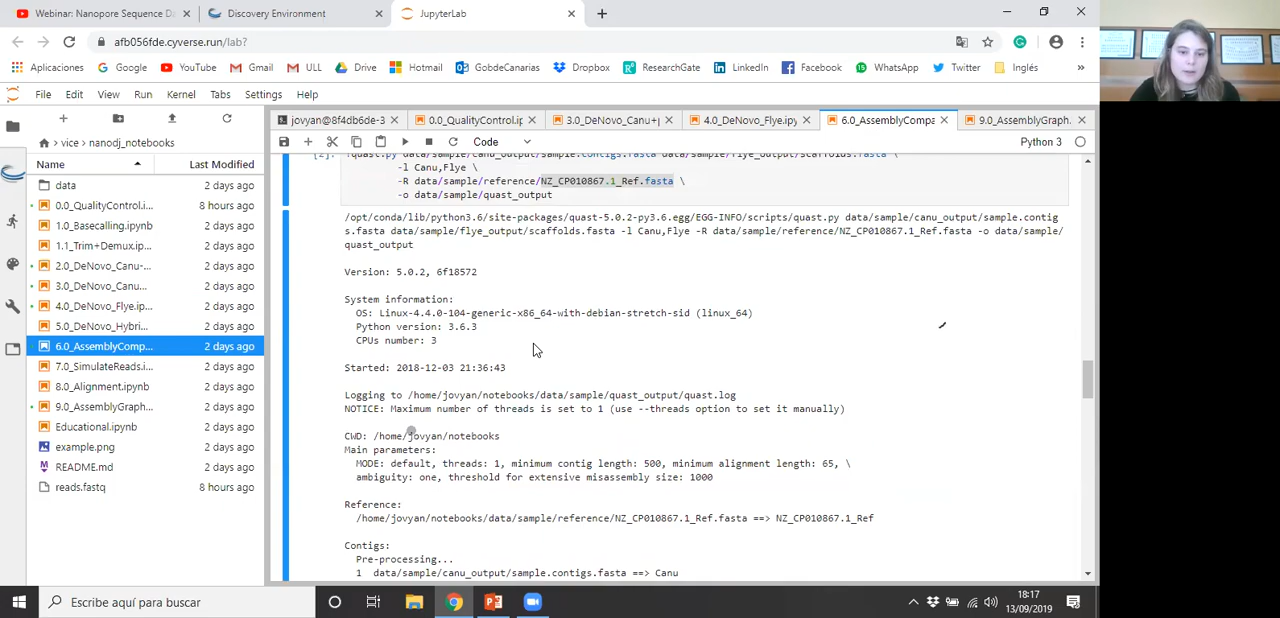 Webinar: Nanopore Sequence Da
Discovery Environment
JupyterLab
afb056fde.cyverse.run/lab?
Aplicaciones
Google
YouTube
Gmail
ULL
Drive
Hotmail
GobdeCanarias
Dropbox
ResearchGate
LinkedIn
Facebook
WhatsApp
Twitter
Inglés
»
File
Edit
View
Run
Kernel
Tabs
Settings
Help
jovyan@8f4db6de-3
0.0_QualityControl.ip
3.0_DeNovo_Canu+
4.0_DeNovo_Flye.ipy
6.0_AssemblyCompa
9.0_AssemblyGraph.
Code
Python 3
/ vice / nanodj_notebooks
Name
Last Modified
data 2 days ago
0.0_QualityControl.i... 8 hours ago
1.0_Basecalling.ipynb 2 days ago
1.1_Trim+Demux.ip... 2 days ago
2.0_DeNovo_Canu-... 2 days ago
3.0_DeNovo_Canu... 2 days ago
4.0_DeNovo_Flye.ip... 2 days ago
5.0_DeNovo_Hybri... 2 days ago
6.0_AssemblyComp... 2 days ago
7.0_SimulateReads.i... 2 days ago
8.0_Alignment.ipynb 2 days ago
9.0_AssemblyGraph... 2 days ago
Educational.ipynb 2 days ago
example.png 2 days ago
README.md 2 days ago
reads.fastq 8 hours ago
[2]: !quast.py data/sample/canu_output/sample.contigs.fasta data/sample/flye_output/scaffolds.fasta \
-l Canu,Flye \
-R data/sample/reference/NZ_CP010867.1_Ref.fasta \
-o data/sample/quast_output
/opt/conda/lib/python3.6/site-packages/quast-5.0.2-py3.6.egg/EGG-INFO/scripts/quast.py data/sample/canu_output/sample.contig
s.fasta data/sample/flye_output/scaffolds.fasta -l Canu,Flye -R data/sample/reference/NZ_CP010867.1_Ref.fasta -o data/sample/
quast_output
Version: 5.0.2, 6f18572
System information:
OS: Linux-4.4.0-104-generic-x86_64-with-debian-stretch-sid (linux_64)
Python version: 3.6.3
CPUs number: 3
Started: 2018-12-03 21:36:43
Logging to /home/jovyan/notebooks/data/sample/quast_output/quast.log
NOTICE: Maximum number of threads is set to 1 (use --threads option to set it manually)
CWD: /home/jovyan/notebooks
Main parameters:
MODE: default, threads: 1, minimum contig length: 500, minimum alignment length: 65, \
ambiguity: one, threshold for extensive misassembly size: 1000
Reference:
/home/jovyan/notebooks/data/sample/reference/NZ_CP010867.1_Ref.fasta ==> NZ_CP010867.1_Ref
Contigs:
Pre-processing...
1 data/sample/canu_output/sample.contigs.fasta ==> Canu
Escribe aquí para buscar
18:17
13/09/2019